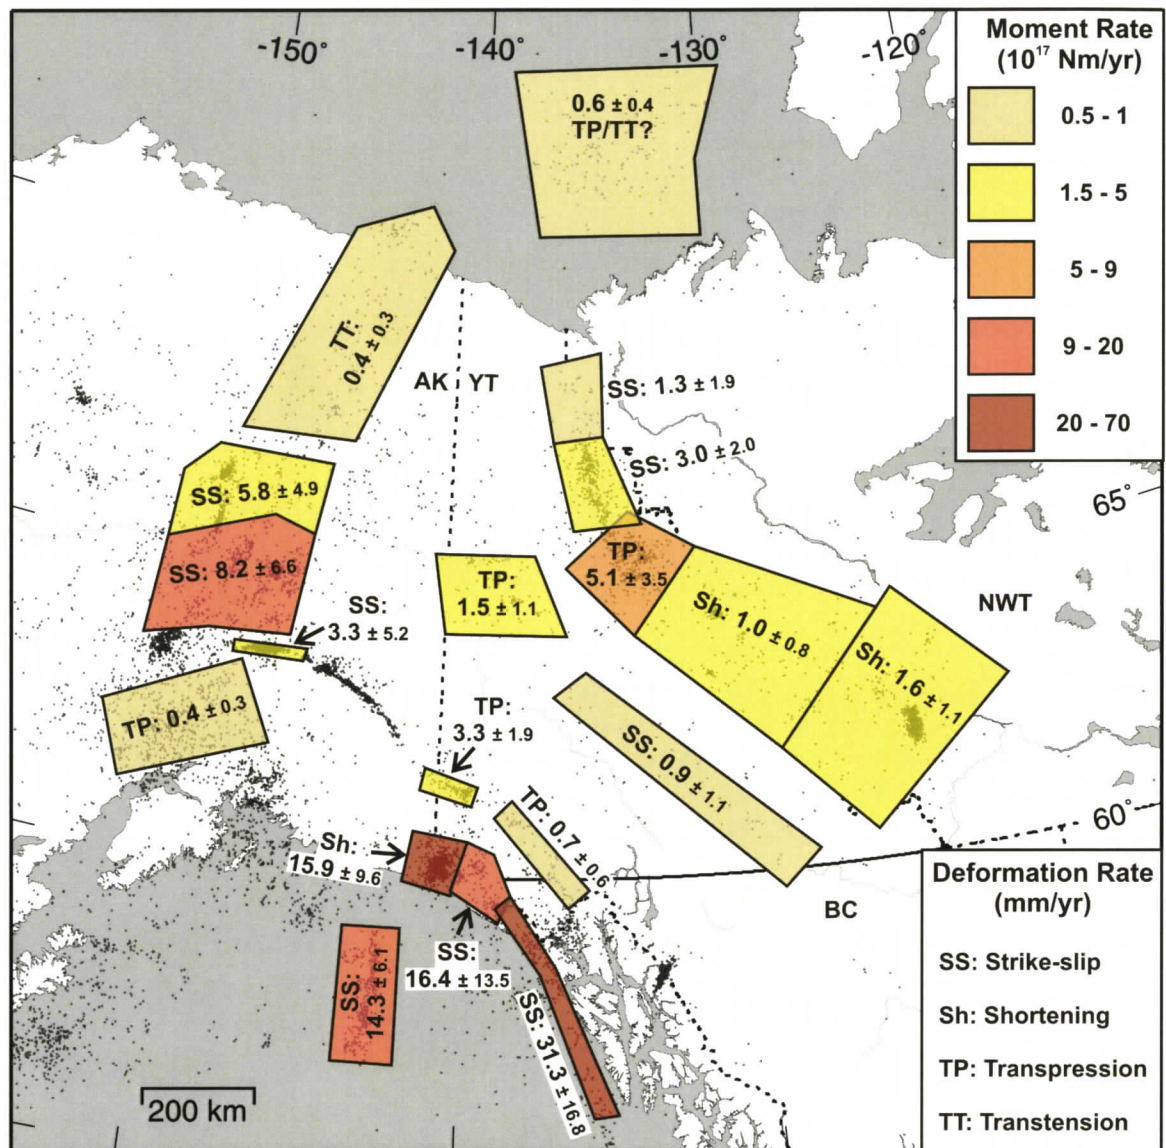 -150°
-140°
-130°
-120°
Moment Rate
(10¹⁷ Nm/yr)
0.5 - 1
1.5 - 5
5 - 9
9 - 20
20 - 70
0.6 ± 0.4
TP/TT?
TT:
0.4 ± 0.3
AK
YT
SS: 1.3 ± 1.9
SS: 3.0 ± 2.0
65°
SS: 5.8 ± 4.9
SS: 8.2 ± 6.6
TP:
5.1 ± 3.5
TP:
1.5 ± 1.1
SS:
3.3 ± 5.2
Sh: 1.0 ± 0.8
Sh: 1.6 ± 1.1
NWT
TP: 0.4 ± 0.3
TP:
3.3 ± 1.9
SS: 0.9 ± 1.1
TP: 0.7 ± 0.6
60°
Sh:
15.9 ± 9.6
SS:
16.4 ± 13.5
SS:
14.3 ± 6.1
SS: 31.3 ± 16.8
BC
200 km
Deformation Rate
(mm/yr)
SS: Strike-slip
Sh: Shortening
TP: Transpression
TT: Transtension